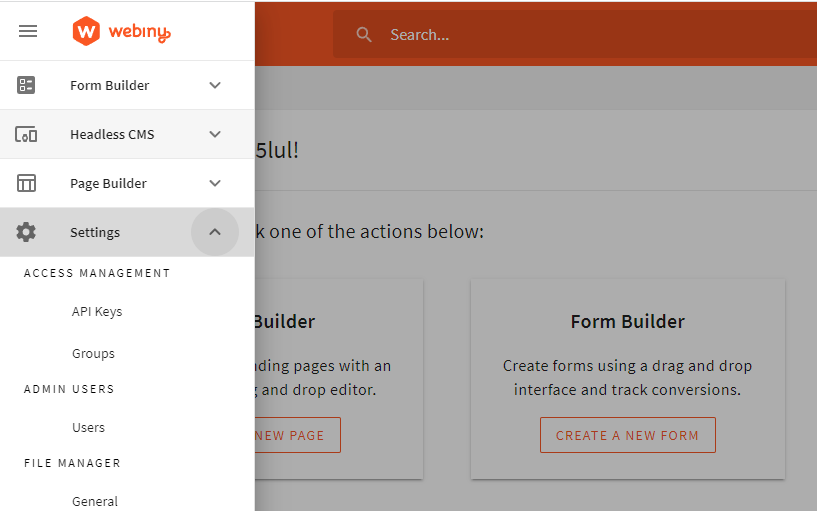 webiny
Search...
Form Builder
Headless CMS
Page Builder
Settings
ACCESS MANAGEMENT
API Keys
Groups
ADMIN USERS
Users
FILE MANAGER
General
5lul!
k one of the actions below:
Builder
ding pages with an
and drop editor.
NEW PAGE
Form Builder
Create forms using a drag and drop
interface and track conversions.
CREATE A NEW FORM